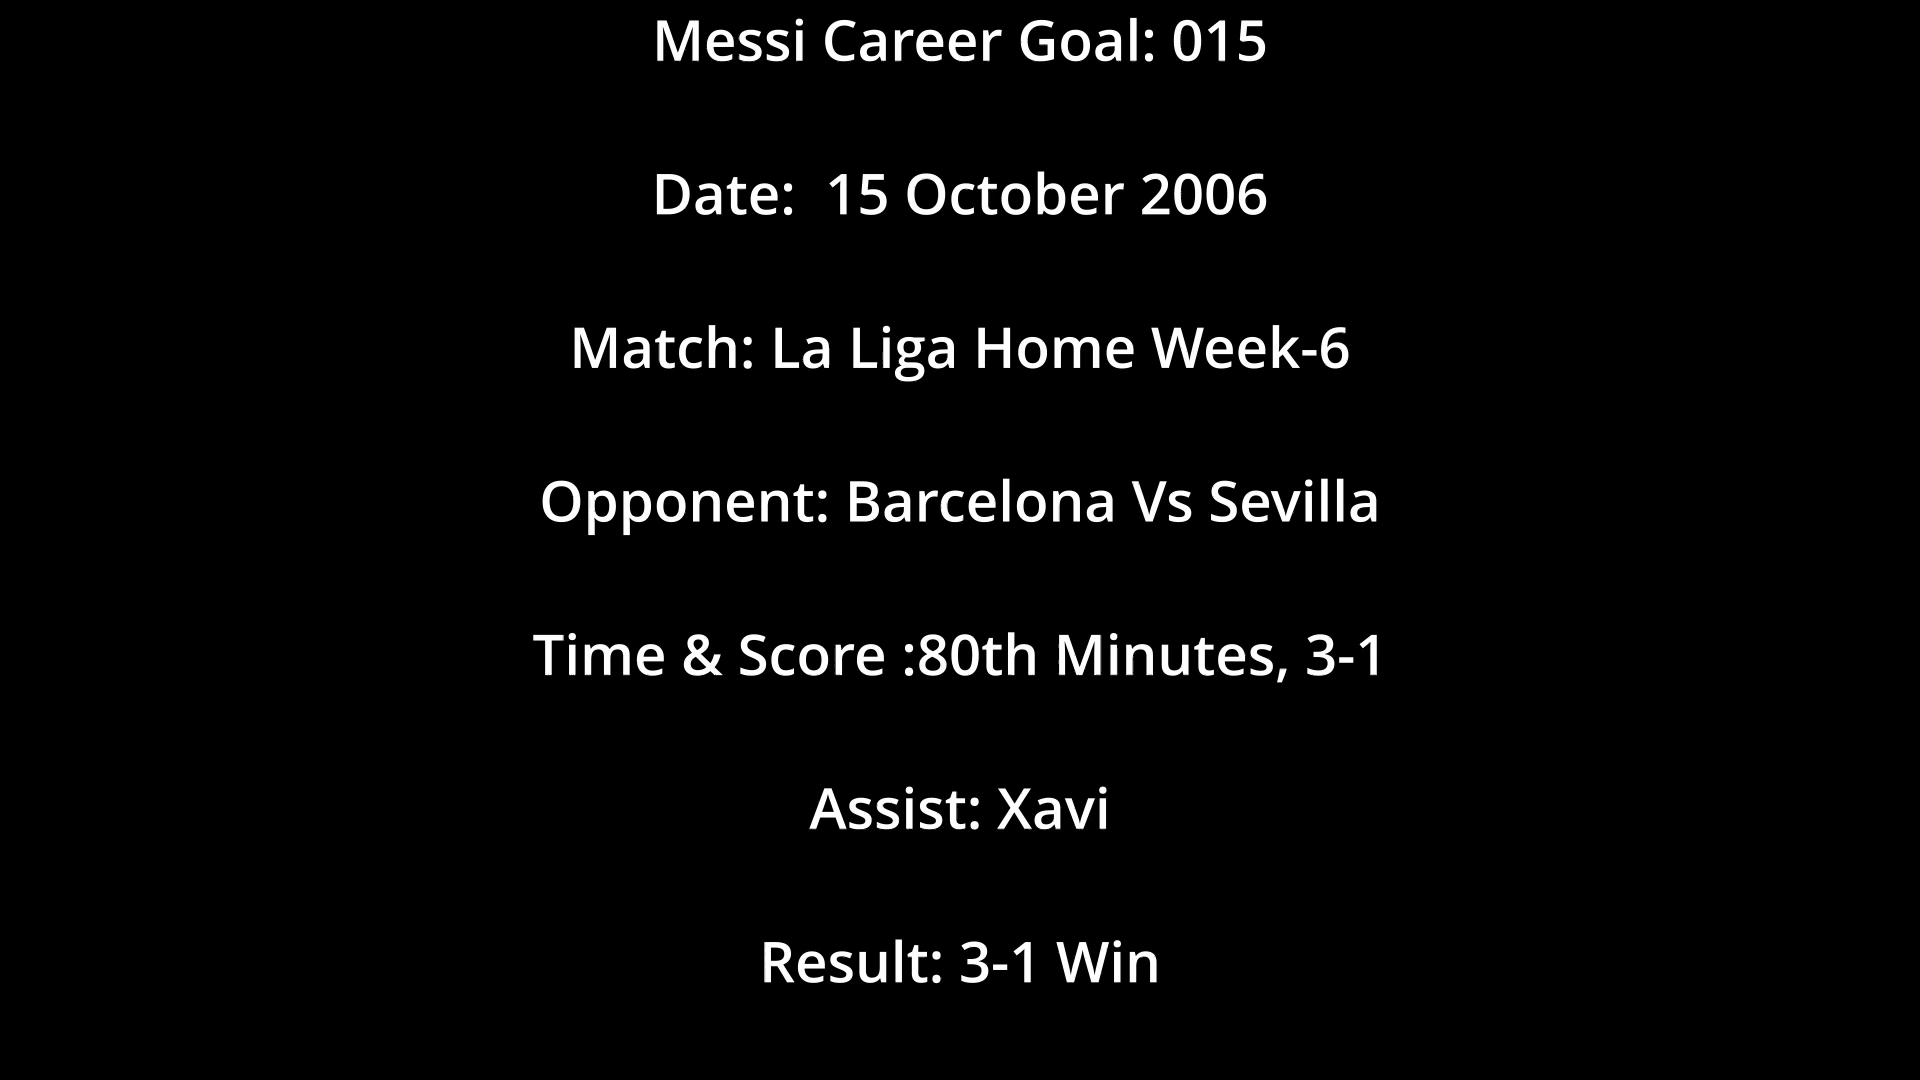 Messi Career Goal: 015
Date:  15 October 2006
Match: La Liga Home Week-6
Opponent: Barcelona Vs Sevilla
Time & Score :80th Minutes, 3-1
Assist: Xavi
Result: 3-1 Win